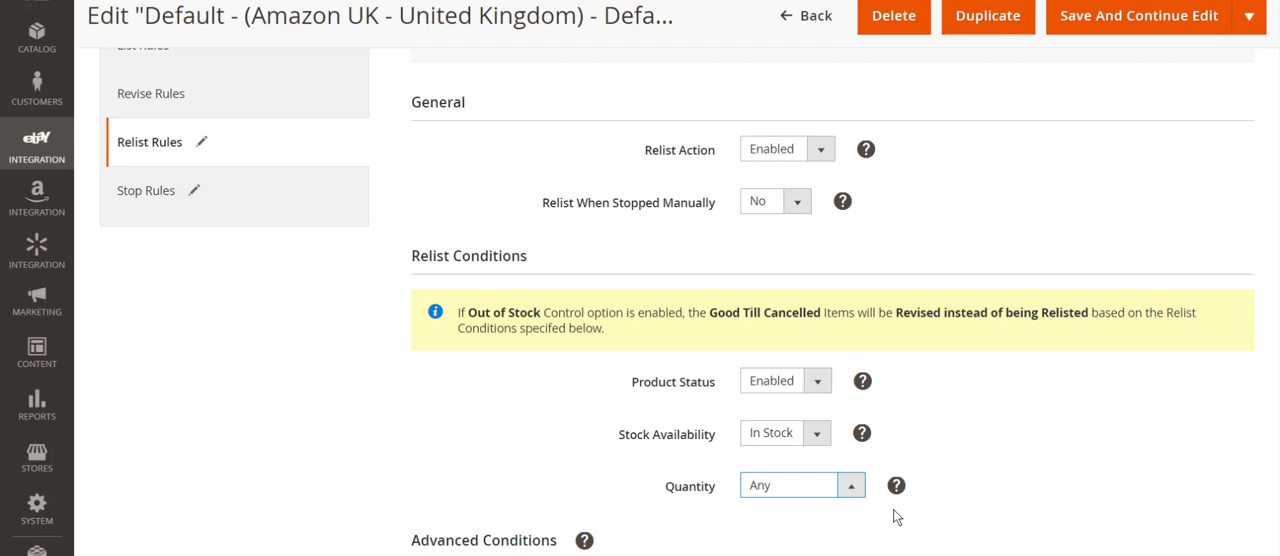 Edit "Default - (Amazon UK - United Kingdom) - Defa...
Back
Delete
Duplicate
Save And Continue Edit
CATALOG
CUSTOMERS
ebay
INTEGRATION
INTEGRATION
INTEGRATION
MARKETING
CONTENT
REPORTS
STORES
SYSTEM
List Rules
Revise Rules
Relist Rules
Stop Rules
General
Relist Action Enabled ?
Relist When Stopped Manually No ?
Relist Conditions
If Out of Stock Control option is enabled, the Good Till Cancelled Items will be Revised instead of being Relisted based on the Relist
Conditions specifed below.
Product Status Enabled ?
Stock Availability In Stock ?
Quantity Any ?
Advanced Conditions ?